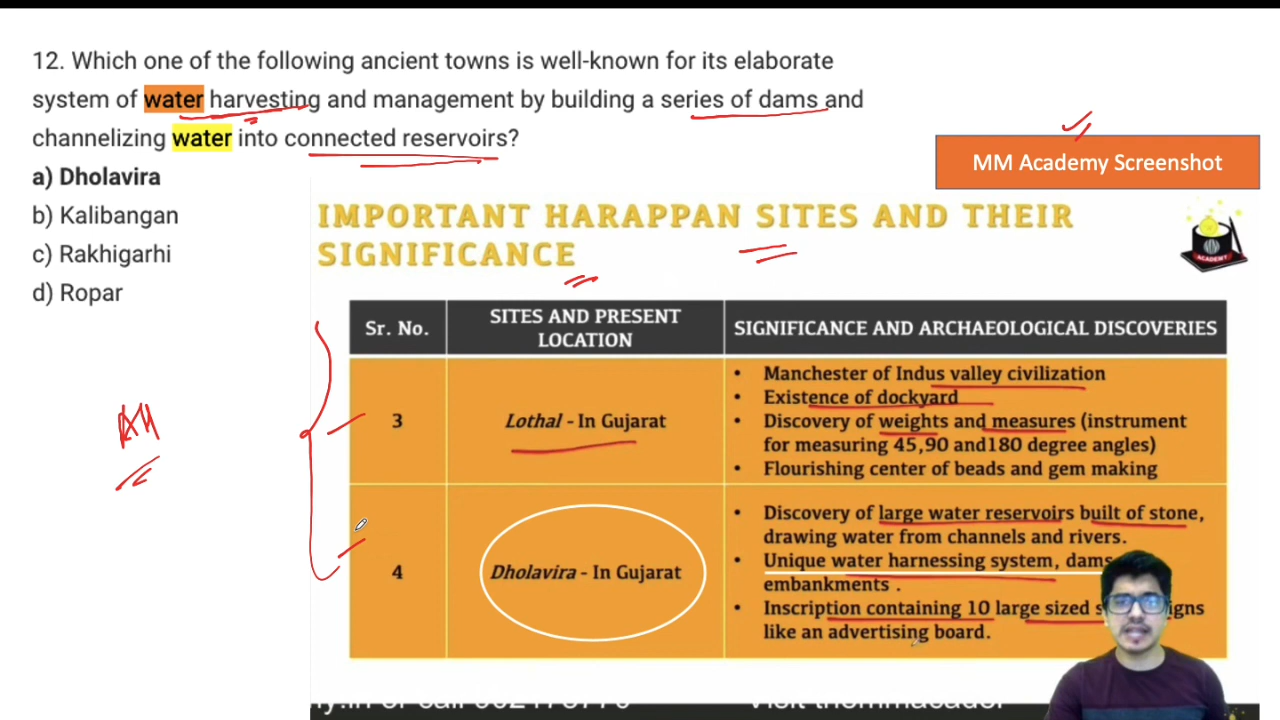 12. Which one of the following ancient towns is well-known for its elaborate
system of water harvesting and management by building a series of dams and
channelizing water into connected reservoirs?
a) Dholavira
b) Kalibangan
c) Rakhigarhi
d) Ropar
MM Academy Screenshot
IMPORTANT HARAPPAN SITES AND THEIR
SIGNIFICANCE
ACADEMY
Sr. No.
SITES AND PRESENT
LOCATION
SIGNIFICANCE AND ARCHAEOLOGICAL DISCOVERIES
3
Lothal - In Gujarat
• Manchester of Indus valley civilization
• Existence of dockyard
• Discovery of weights and measures (instrument
for measuring 45,90 and180 degree angles)
• Flourishing center of beads and gem making
4
Dholavira - In Gujarat
• Discovery of large water reservoirs built of stone,
drawing water from channels and rivers.
• Unique water harnessing system, dams
embankments .
• Inscription containing 10 large sized
like an advertising board.